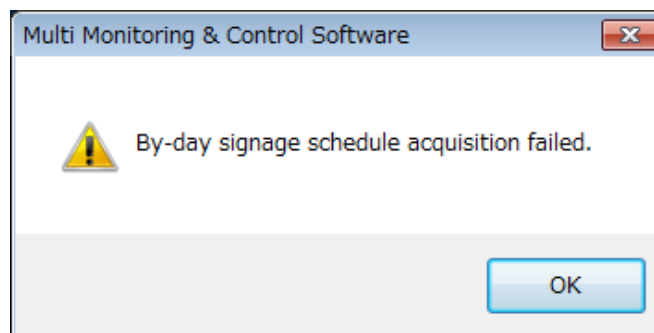 Multi Monitoring & Control Software
By-day signage schedule acquisition failed.
OK